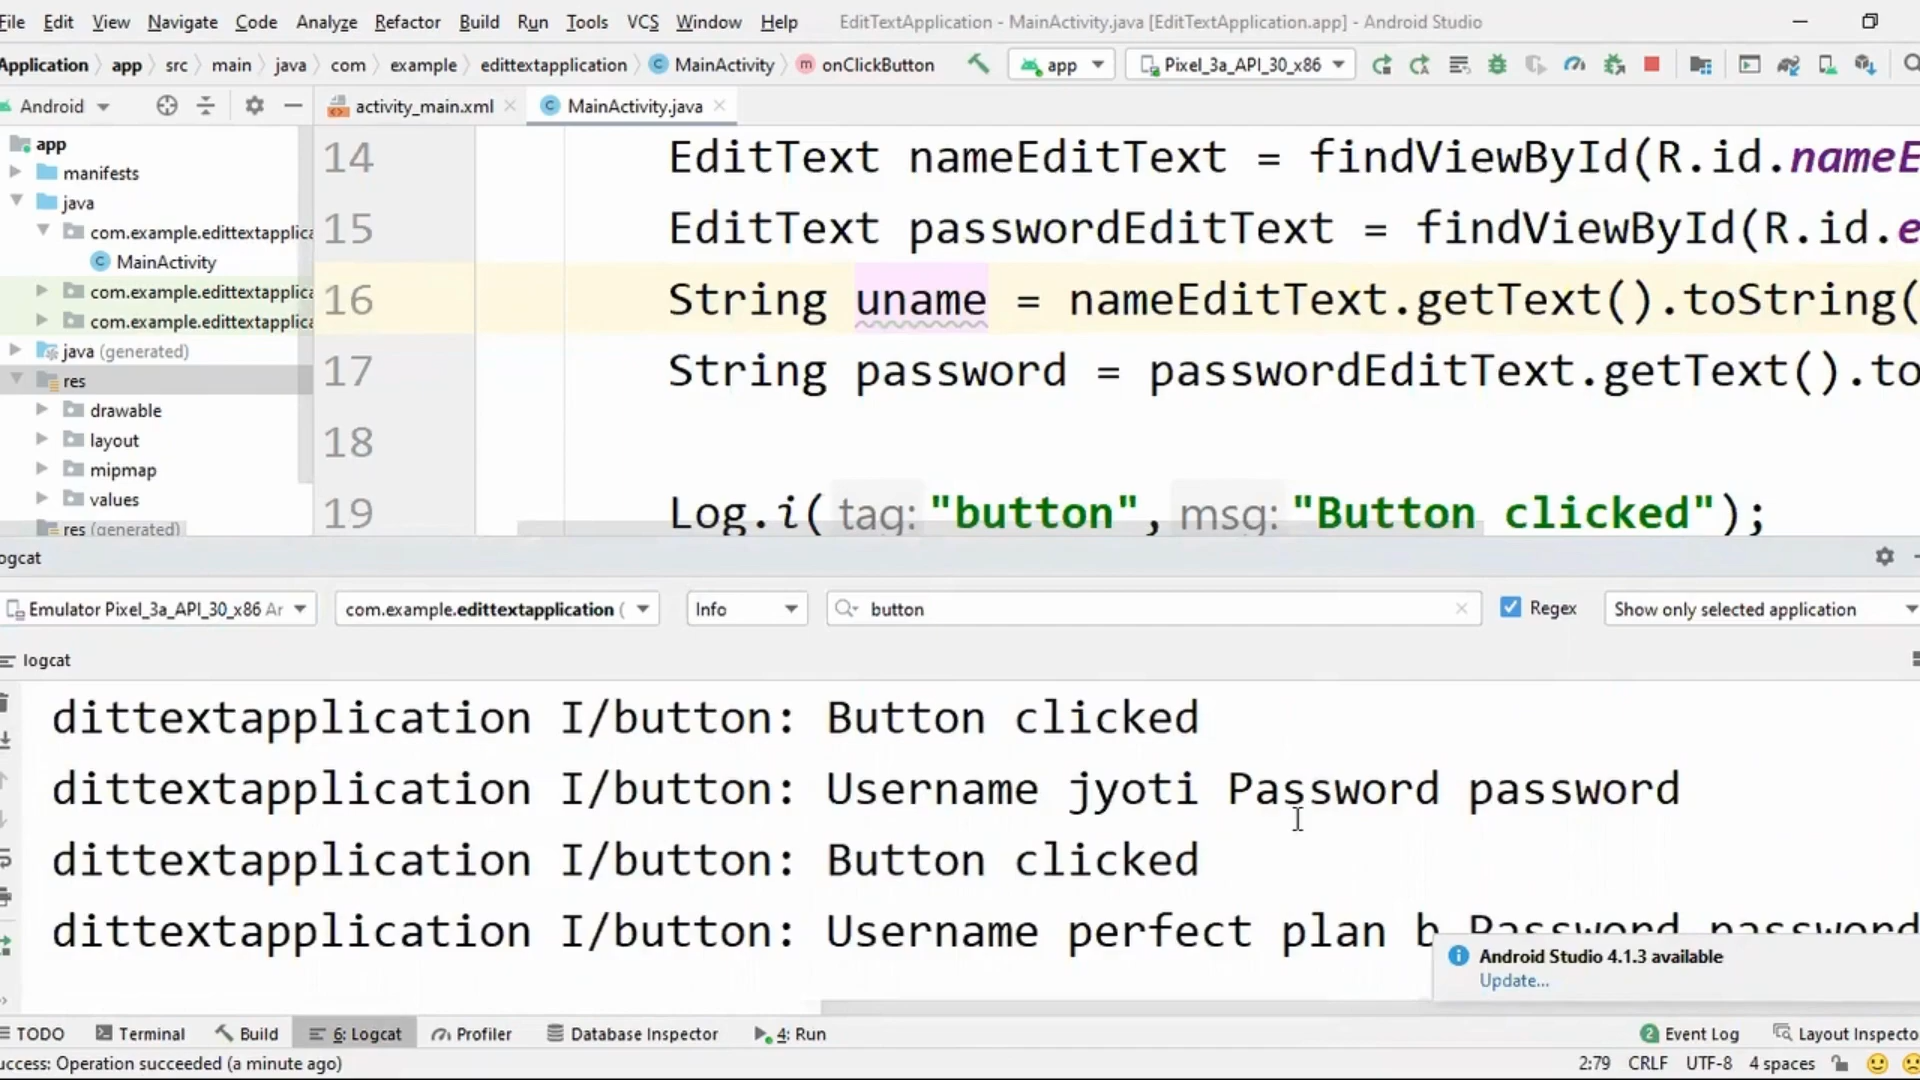 File Edit View Navigate Code Analyze Refactor Build Run Tools VCS Window Help EditTextApplication - MainActivity.java [EditTextApplication.app] - Android Studio
Application app src main java com example edittextapplication MainActivity onClickButton app Pixel_3a_API_30_x86
Android activity_main.xml MainActivity.java
app
manifests
java
com.example.edittextapplica
MainActivity
com.example.edittextapplica
com.example.edittextapplica
java (generated)
res
drawable
layout
mipmap
values
res (generated)
14 EditText nameEditText = findViewById(R.id.nameE
15 EditText passwordEditText = findViewById(R.id.e
16 String uname = nameEditText.getText().toString(
17 String password = passwordEditText.getText().to
18
19 Log.i( tag: "button", msg: "Button clicked");
ogcat
Emulator Pixel_3a_API_30_x86 Ar com.example.edittextapplication ( Info button Regex Show only selected application
logcat
dittextapplication I/button: Button clicked
dittextapplication I/button: Username jyoti Password password
dittextapplication I/button: Button clicked
dittextapplication I/button: Username perfect plan b Password password
Android Studio 4.1.3 available
Update...
TODO Terminal Build 6: Logcat Profiler Database Inspector 4: Run 2 Event Log Layout Inspecto
uccess: Operation succeeded (a minute ago) 2:79 CRLF UTF-8 4 spaces